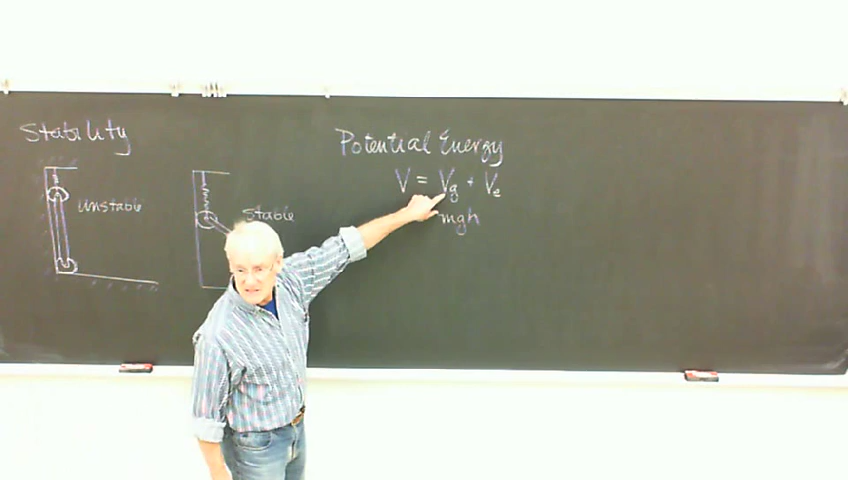 Stability
Unstable
Stable
Potential Energy
V = Vg + Ve
mgh